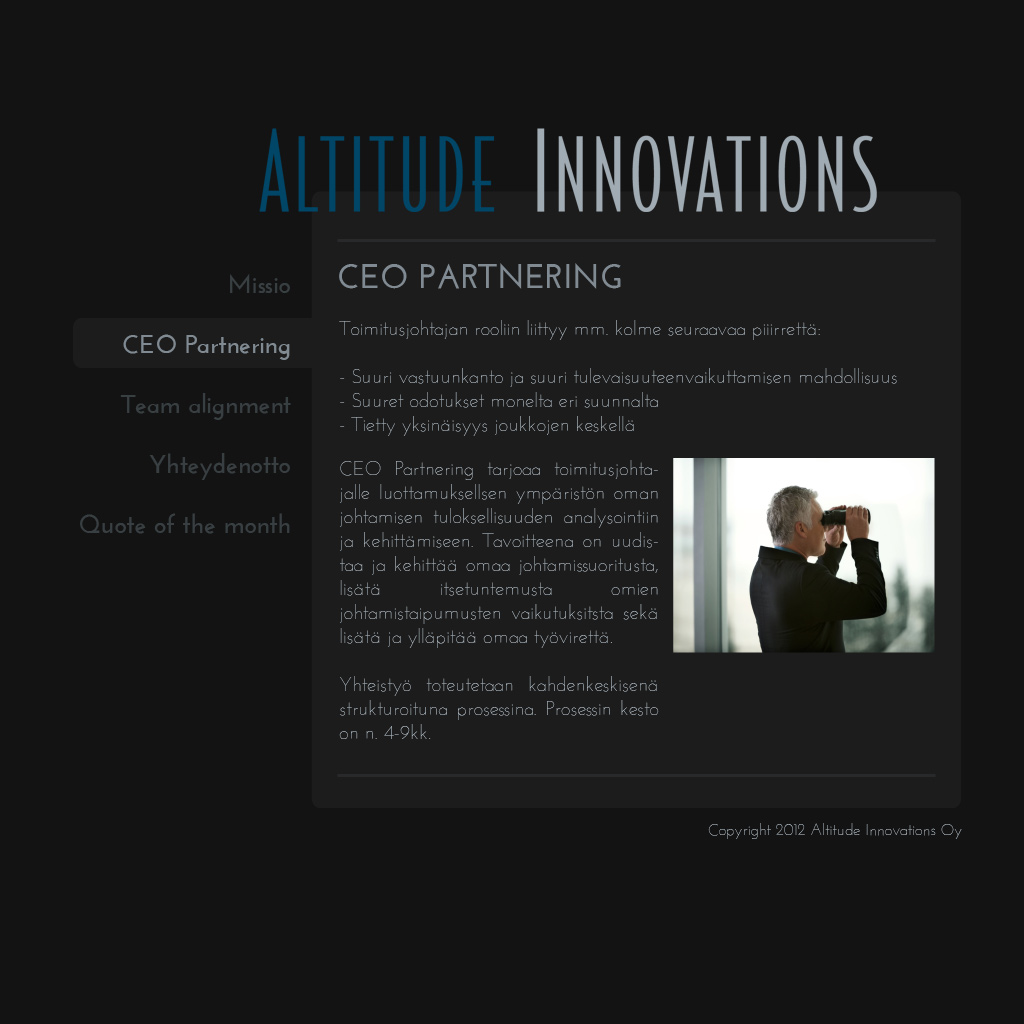 ALTITUDE INNOVATIONS
Missio
CEO Partnering
Team alignment
Yhteydenotto
Quote of the month
CEO PARTNERING
Toimitusjohtajan rooliin liittyy mm. kolme seuraavaa piiirrettä:
- Suuri vastuunkanto ja suuri tulevaisuuteenvaikuttamisen mahdollisuus
- Suuret odotukset monelta eri suunnalta
- Tietty yksinäisyys joukkojen keskellä
CEO Partnering tarjoaa toimitusjohta-
jalle luottamuksellsen ympäristön oman
johtamisen tuloksellisuuden analysointiin
ja kehittämiseen. Tavoitteena on uudis-
taa ja kehittää omaa johtamissuoritusta,
lisätä itsetuntemusta omien
johtamistaipumusten vaikutuksitsta sekä
lisätä ja ylläpitää omaa työvirettä.
Yhteistyö toteutetaan kahdenkeskisenä
strukturoituna prosessina. Prosessin kesto
on n. 4-9kk.
Copyright 2012 Altitude Innovations Oy